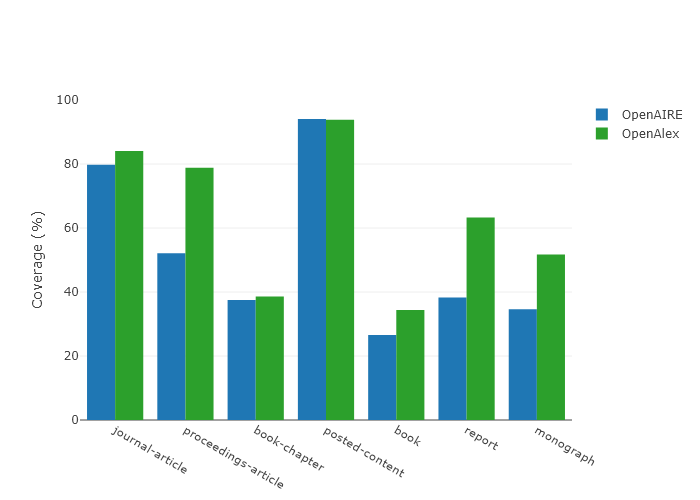 100
80
60
40
20
0
Coverage (%)
journal-article
proceedings-article
book-chapter
posted-content
book
report
monograph
OpenAIRE
OpenAlex